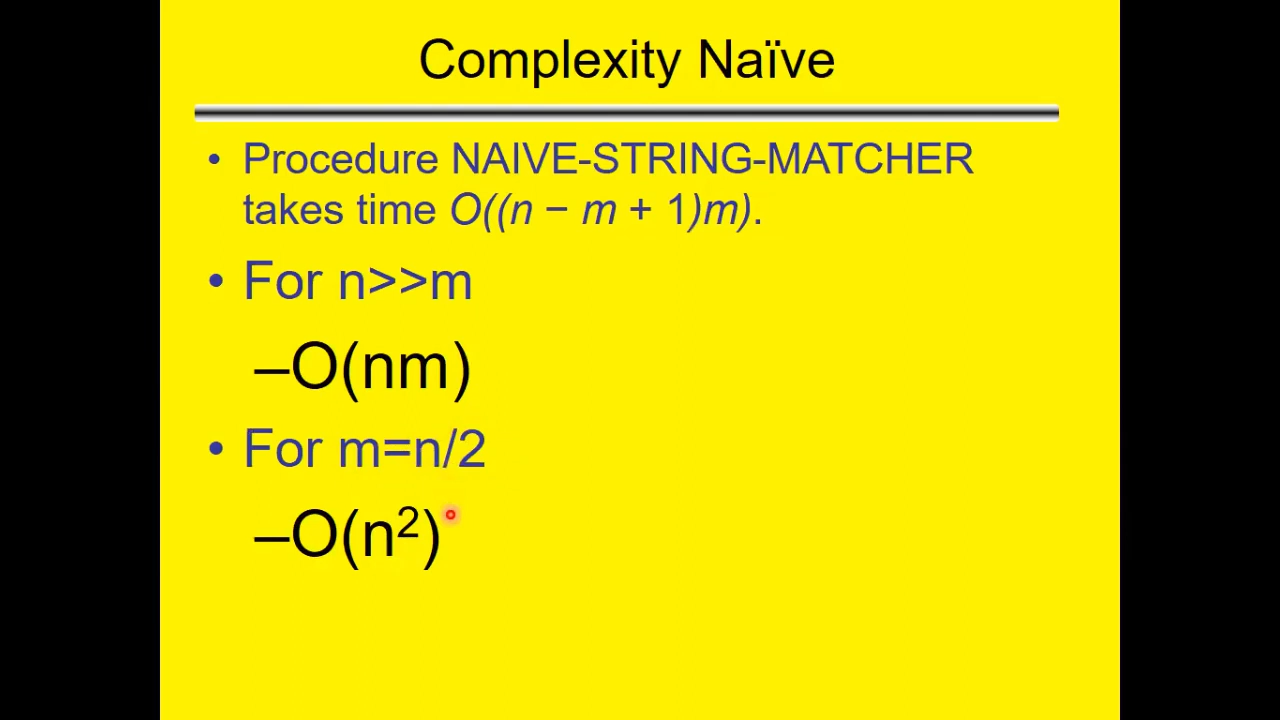 Complexity Naïve
• Procedure NAIVE-STRING-MATCHER
takes time O((n − m + 1)m).
• For n>>m
–O(nm)
• For m=n/2
–O(n²)